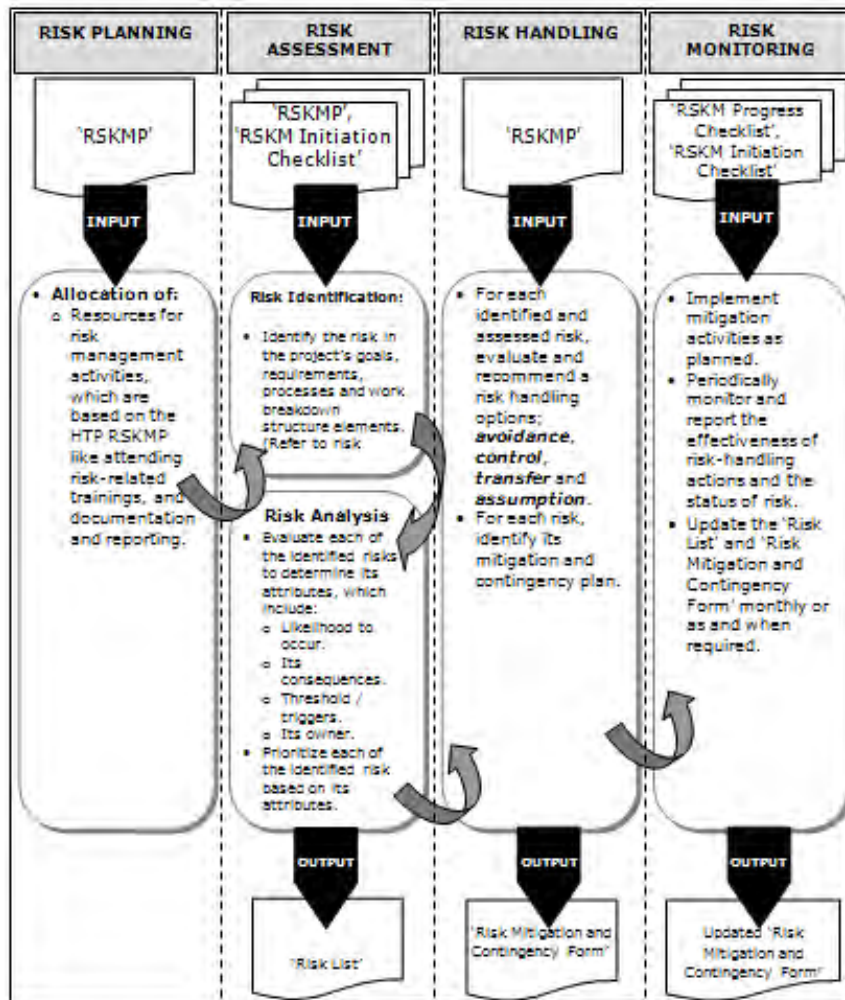 RISK PLANNING
RISK
ASSESSMENT
RISK HANDLING
RISK
MONITORING
'RSKMP'
'RSKMP',
'RSKM Initiation
Checklist'
'RSKMP'
'RSKM Progress
Checklist',
'RSKM Initiation
Checklist'
INPUT
INPUT
INPUT
INPUT
• Allocation of:
o Resources for
risk
management
activities,
which are
based on the
HTP RSKMP
like attending
risk-related
trainings, and
documentation
and reporting.
Risk Identification:
• Identify the risk in
the project's goals,
requirements,
processes and work
breakdown
structure elements.
(Refer to risk
Risk Analysis
• Evaluate each of
the identified risks
to determine its
attributes, which
include:
o Likelihood to
occur.
o Its
consequences.
o Threshold /
triggers.
o Its owner.
• Prioritize each of
the identified risk
based on its
attributes.
• For each
identified and
assessed risk,
evaluate and
recommend a
risk handling
options;
avoidance,
control,
transfer and
assumption.
• For each risk,
identify its
mitigation and
contingency plan.
• Implement
mitigation
activities as
planned.
• Periodically
monitor and
report the
effectiveness of
risk-handling
actions and the
status of risk.
• Update the 'Risk
List' and 'Risk
Mitigation and
Contingency
Form' monthly or
as and when
required.
OUTPUT
OUTPUT
OUTPUT
'Risk List'
'Risk Mitigation and
Contingency Form'
Updated 'Risk
Mitigation and
Contingency Form'